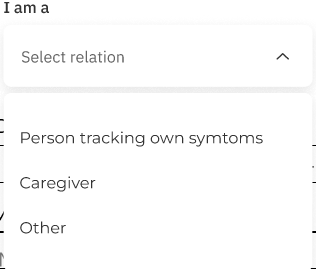 I am a
Select relation
Person tracking own symtoms
Caregiver
Other